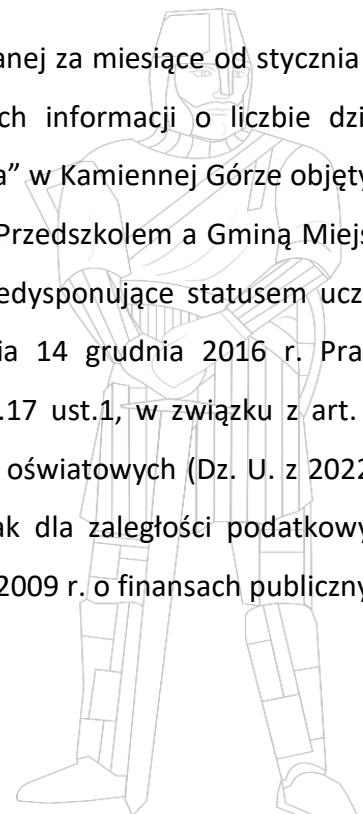 anej za miesiące od stycznia
ch informacji o liczbie dzi
a” w Kamiennej Górze objęty
Przedszkolem a Gminą Miejs
edysponujące statusem ucz
ia 14 grudnia 2016 r. Pra
.17 ust.1, w związku z art.
oświatowych (Dz. U. z 2022
ak dla zaległości podatkowy
2009 r. o finansach publiczny